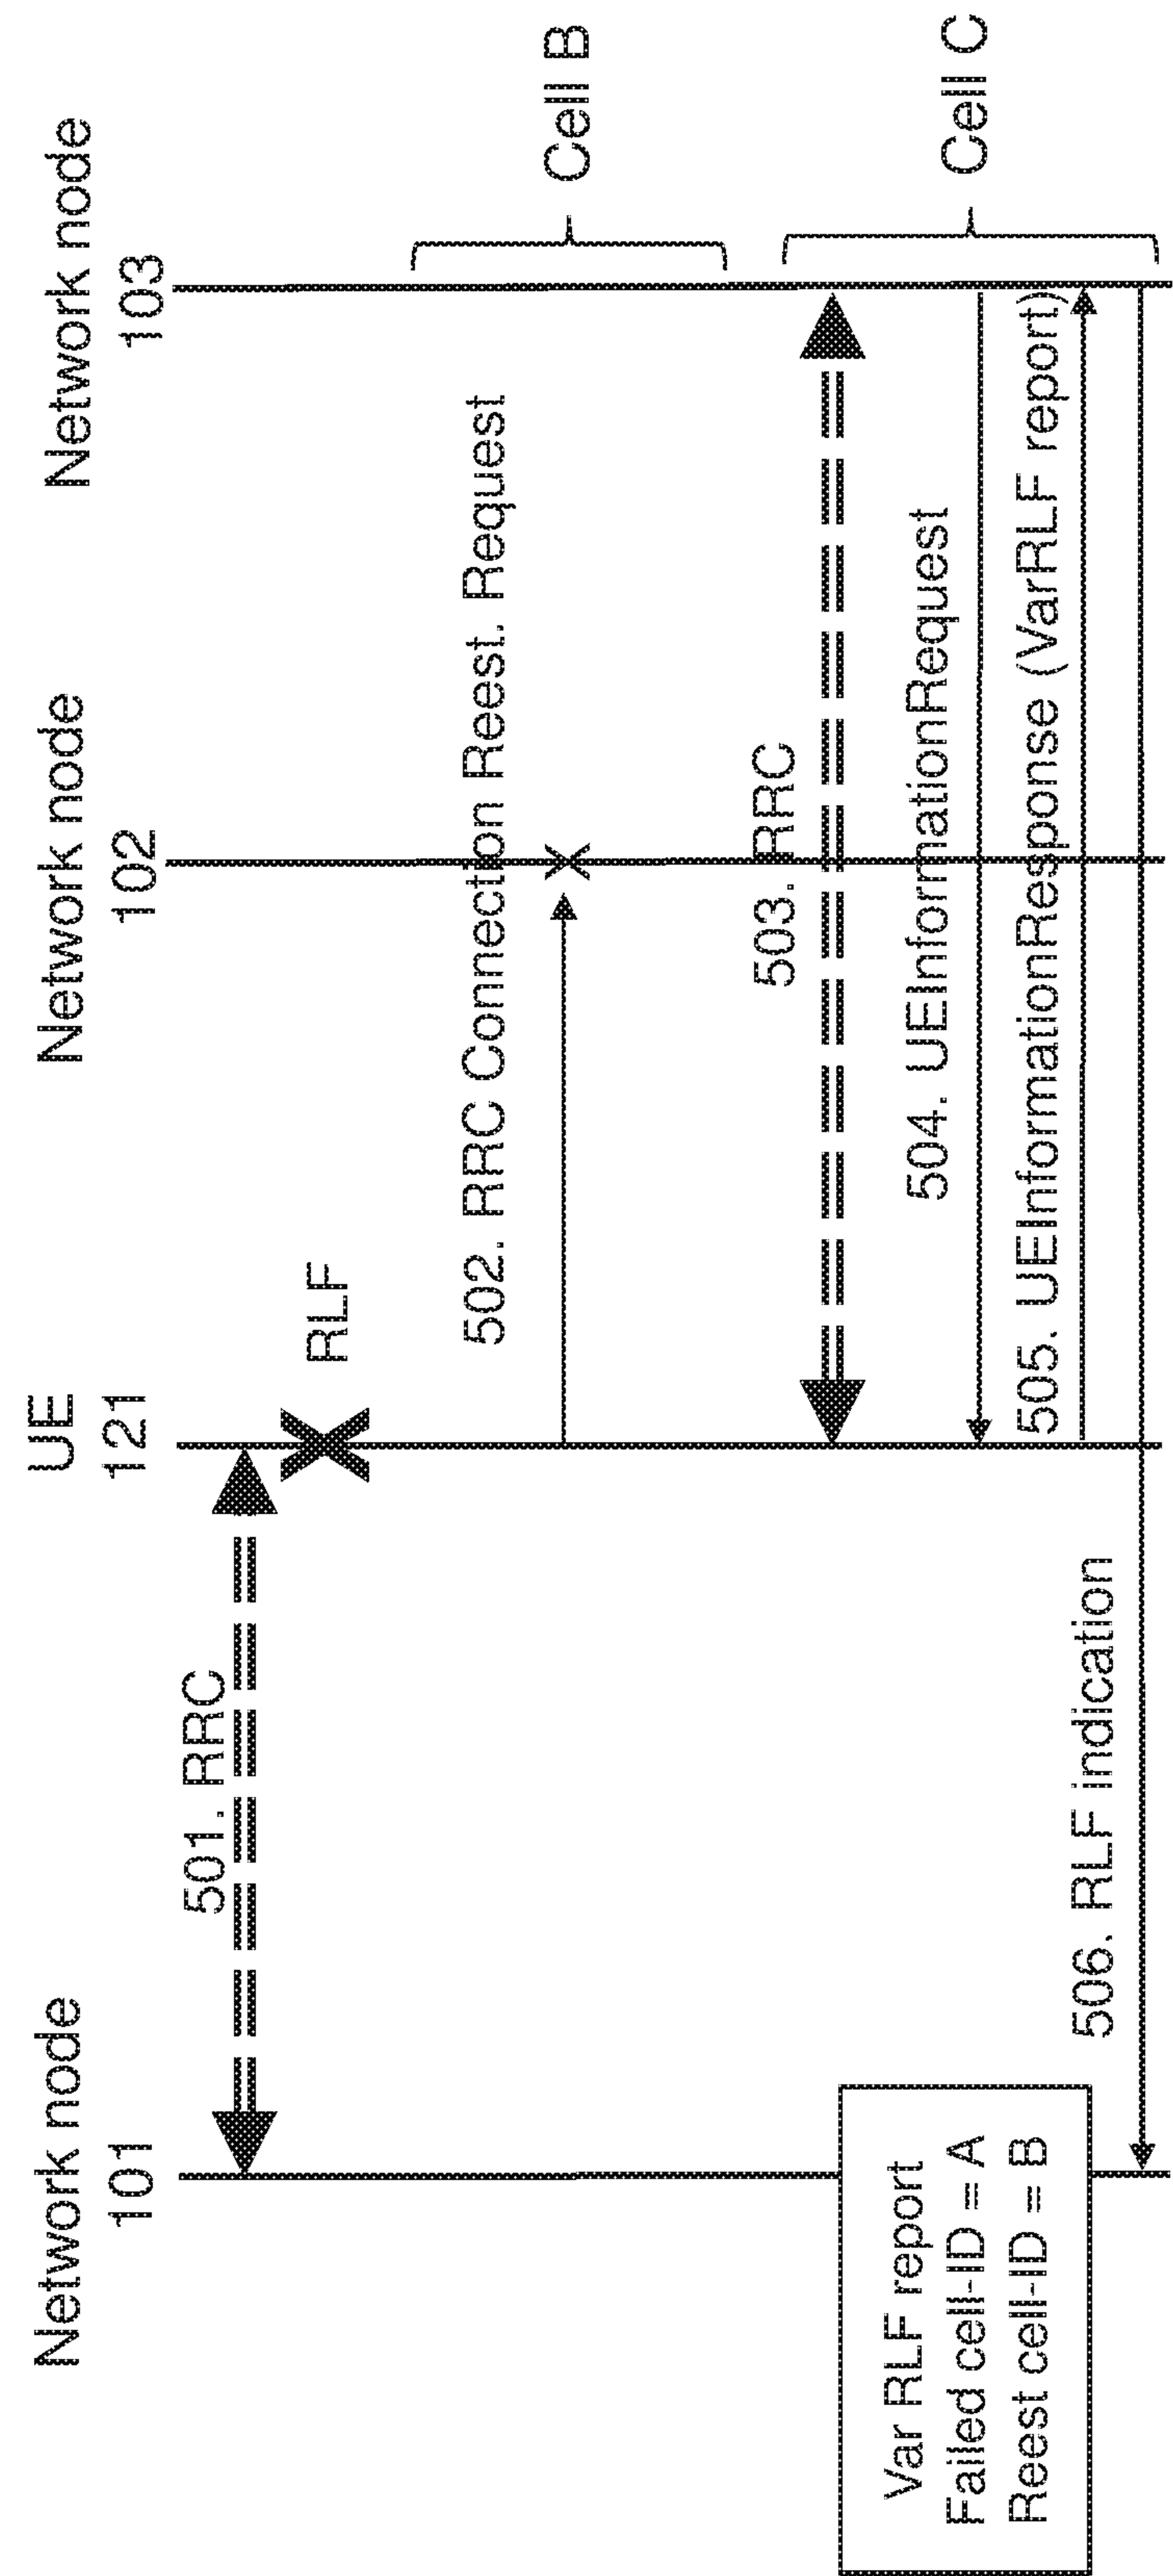 Network node
101
UE
121
Network node
102
Network node
103
501. RRC
RLF
502. RRC Connection Reest. Request
X
Cell B
503. RRC
504. UEInformationRequest
505. UEInformationResponse (VarRLF report)
Cell C
506. RLF indication
Var RLF report
Failed cell-ID = A
Reest cell-ID = B